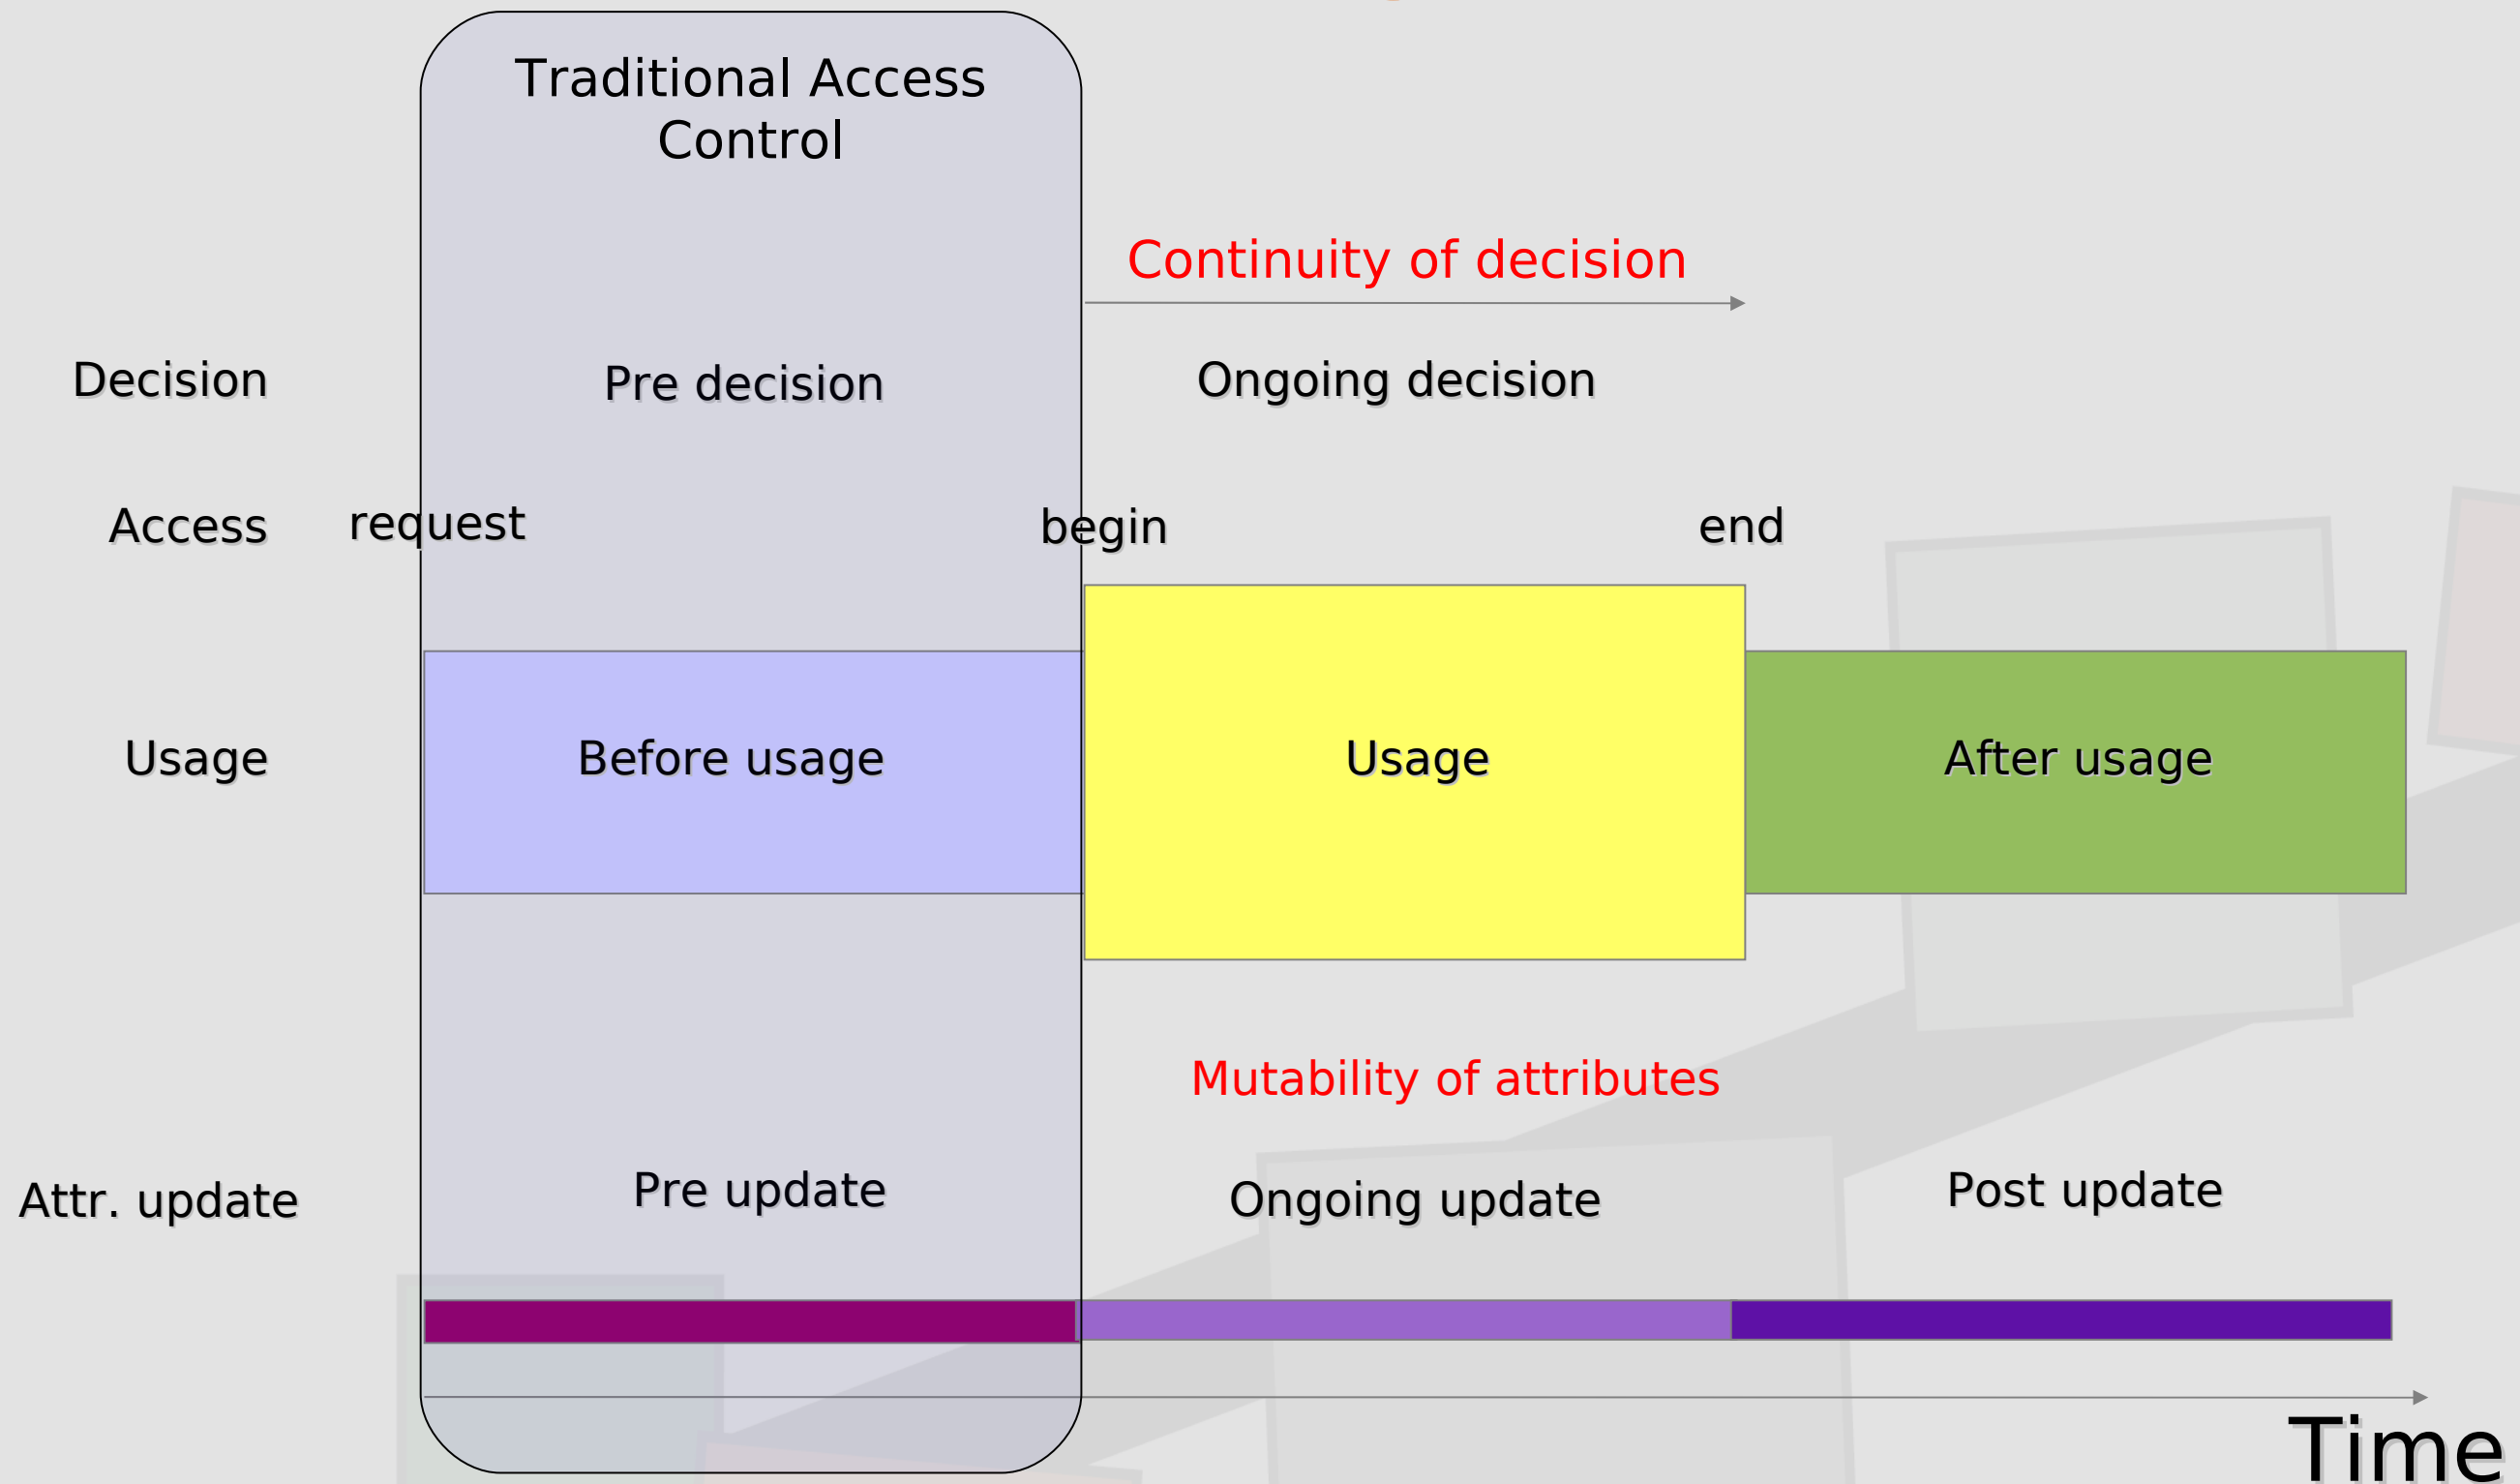 Traditional Access
Control
Continuity of decision
Decision
Pre decision
Ongoing decision
Access
request
begin
end
Usage
Before usage
Usage
After usage
Mutability of attributes
Attr. update
Pre update
Ongoing update
Post update
Time